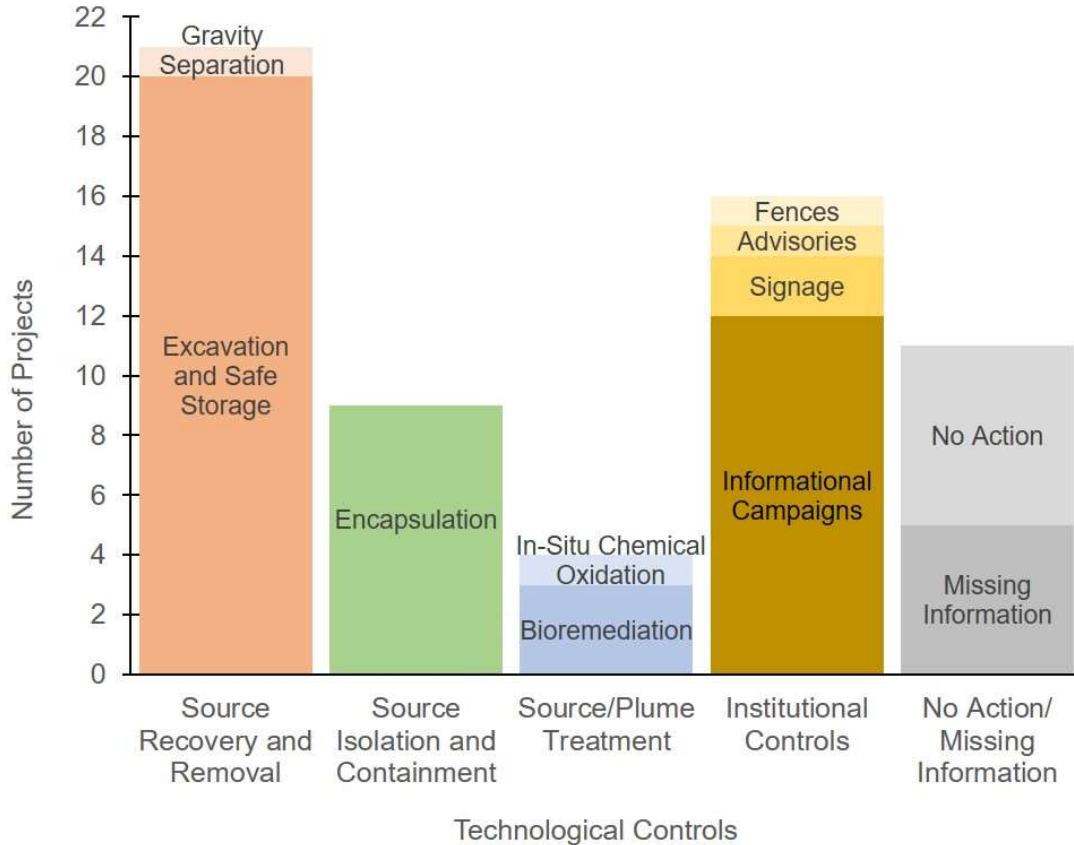 22
20
18
16
14
12
10
8
6
4
2
0
Number of Projects
Gravity
Separation
Excavation
and Safe
Storage
Encapsulation
In-Situ Chemical
Oxidation
Bioremediation
Fences
Advisories
Signage
Informational
Campaigns
No Action
Missing
Information
Source
Recovery and
Removal
Source
Isolation and
Containment
Source/Plume
Treatment
Institutional
Controls
No Action/
Missing
Information
Technological Controls